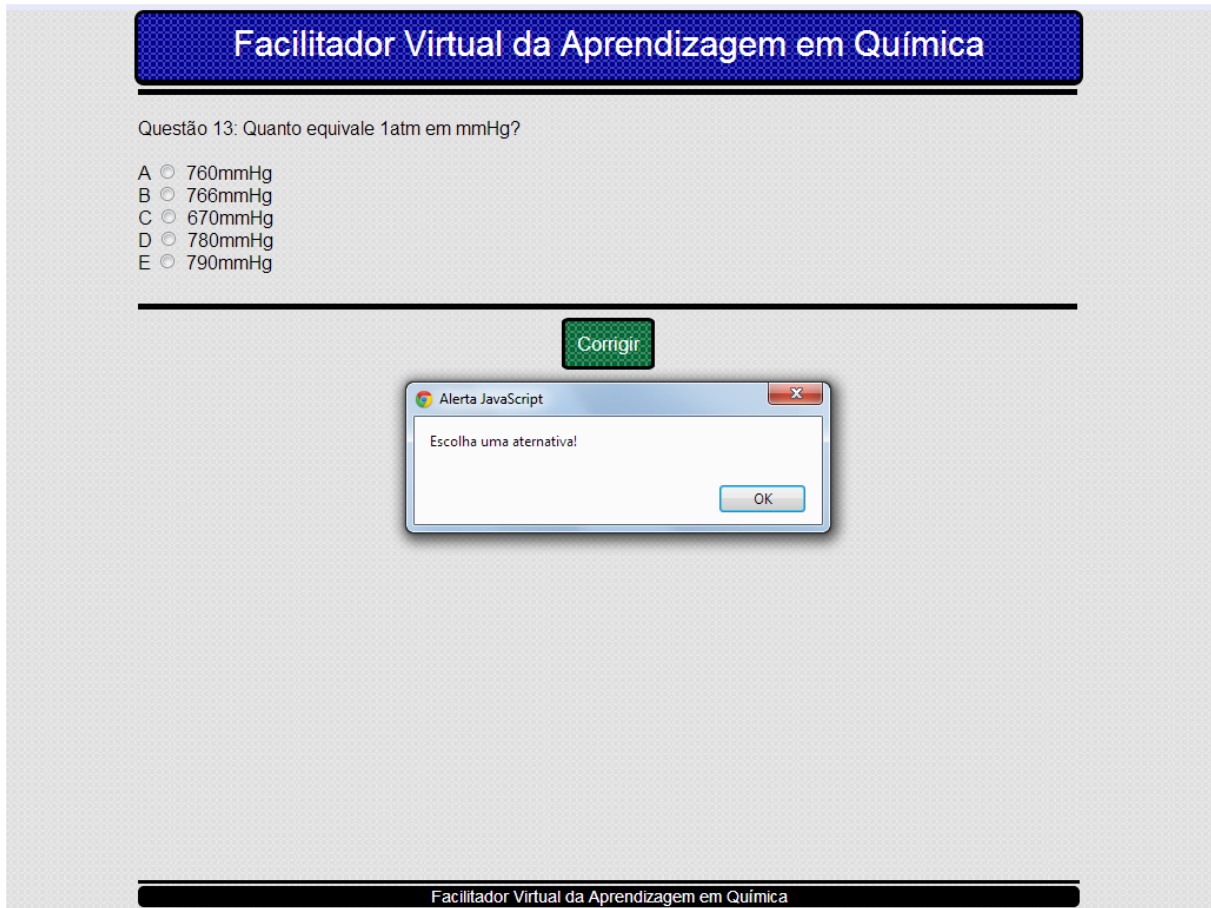 Facilitador Virtual da Aprendizagem em Química
Questão 13: Quanto equivale 1atm em mmHg?
A 760mmHg
B 766mmHg
C 670mmHg
D 780mmHg
E 790mmHg
Corrigir
Alerta JavaScript
Escolha uma aternativa!
OK
Facilitador Virtual da Aprendizagem em Química